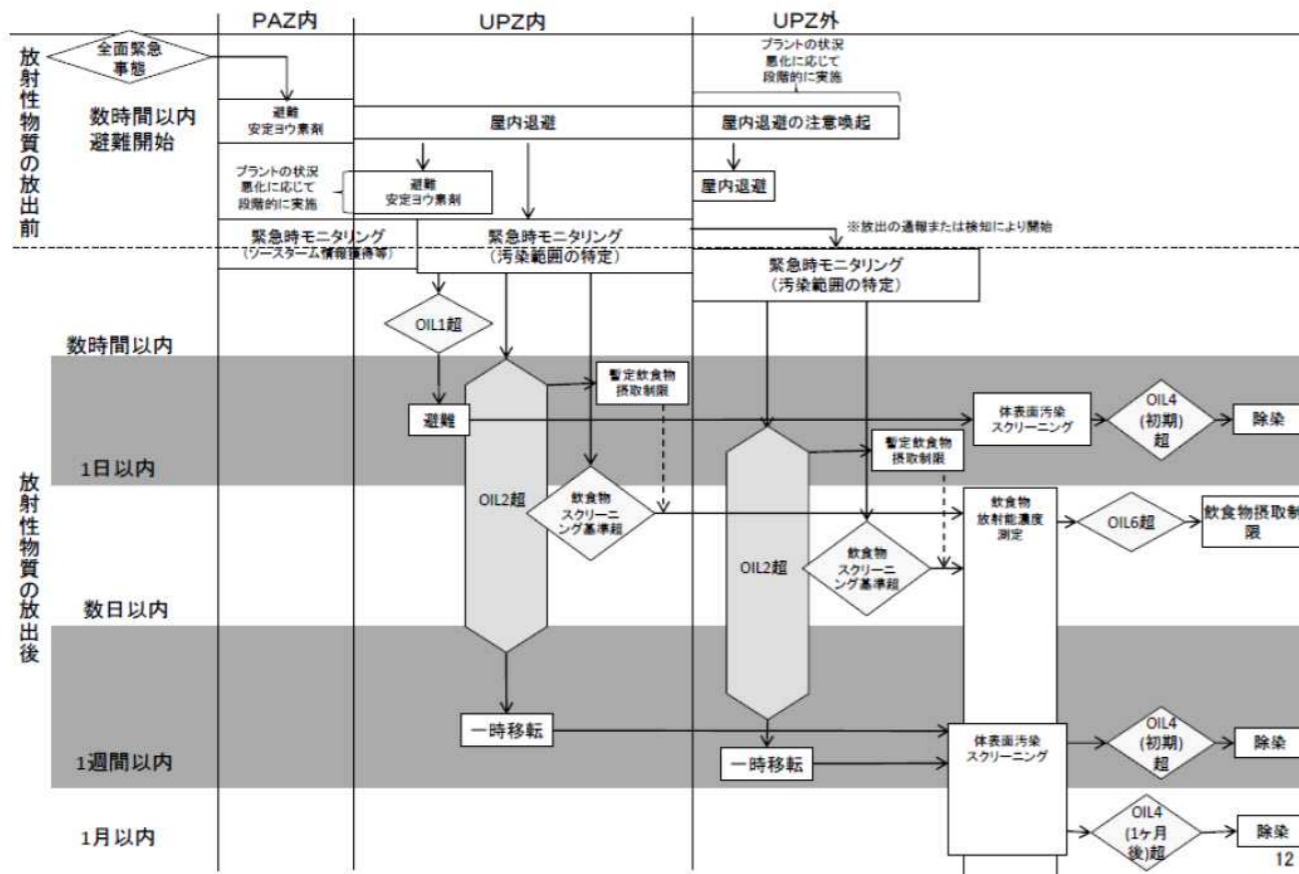 PAZ内
UPZ内
UPZ外
放射性物質の放出前
全面緊急
事態
プラントの状況
悪化に応じて
段階的に実施
数時間以内
避難開始
避難
安定ヨウ素剤
屋内退避
屋内退避の注意喚起
プラントの状況
悪化に応じて
段階的に実施
避難
安定ヨウ素剤
屋内退避
緊急時モニタリング
(ソースターム情報獲得等)
緊急時モニタリング
(汚染範囲の特定)
※放出の通報または検知により開始
緊急時モニタリング
(汚染範囲の特定)
放射性物質の放出後
OIL1超
数時間以内
暫定飲食物
摂取制限
避難
体表面汚染
スクリーニング
OIL4
(初期)
超
除染
暫定飲食物
摂取制限
1日以内
OIL2超
飲食物
スクリーニ
ング基準超
OIL2超
飲食物
スクリーニ
ング基準超
飲食物
放射能濃度
測定
OIL6超
飲食物摂取制
限
数日以内
一時移転
一時移転
体表面汚染
スクリーニング
OIL4
(初期)
超
除染
1週間以内
1月以内
OIL4
(1ヶ月
後)超
除染
12